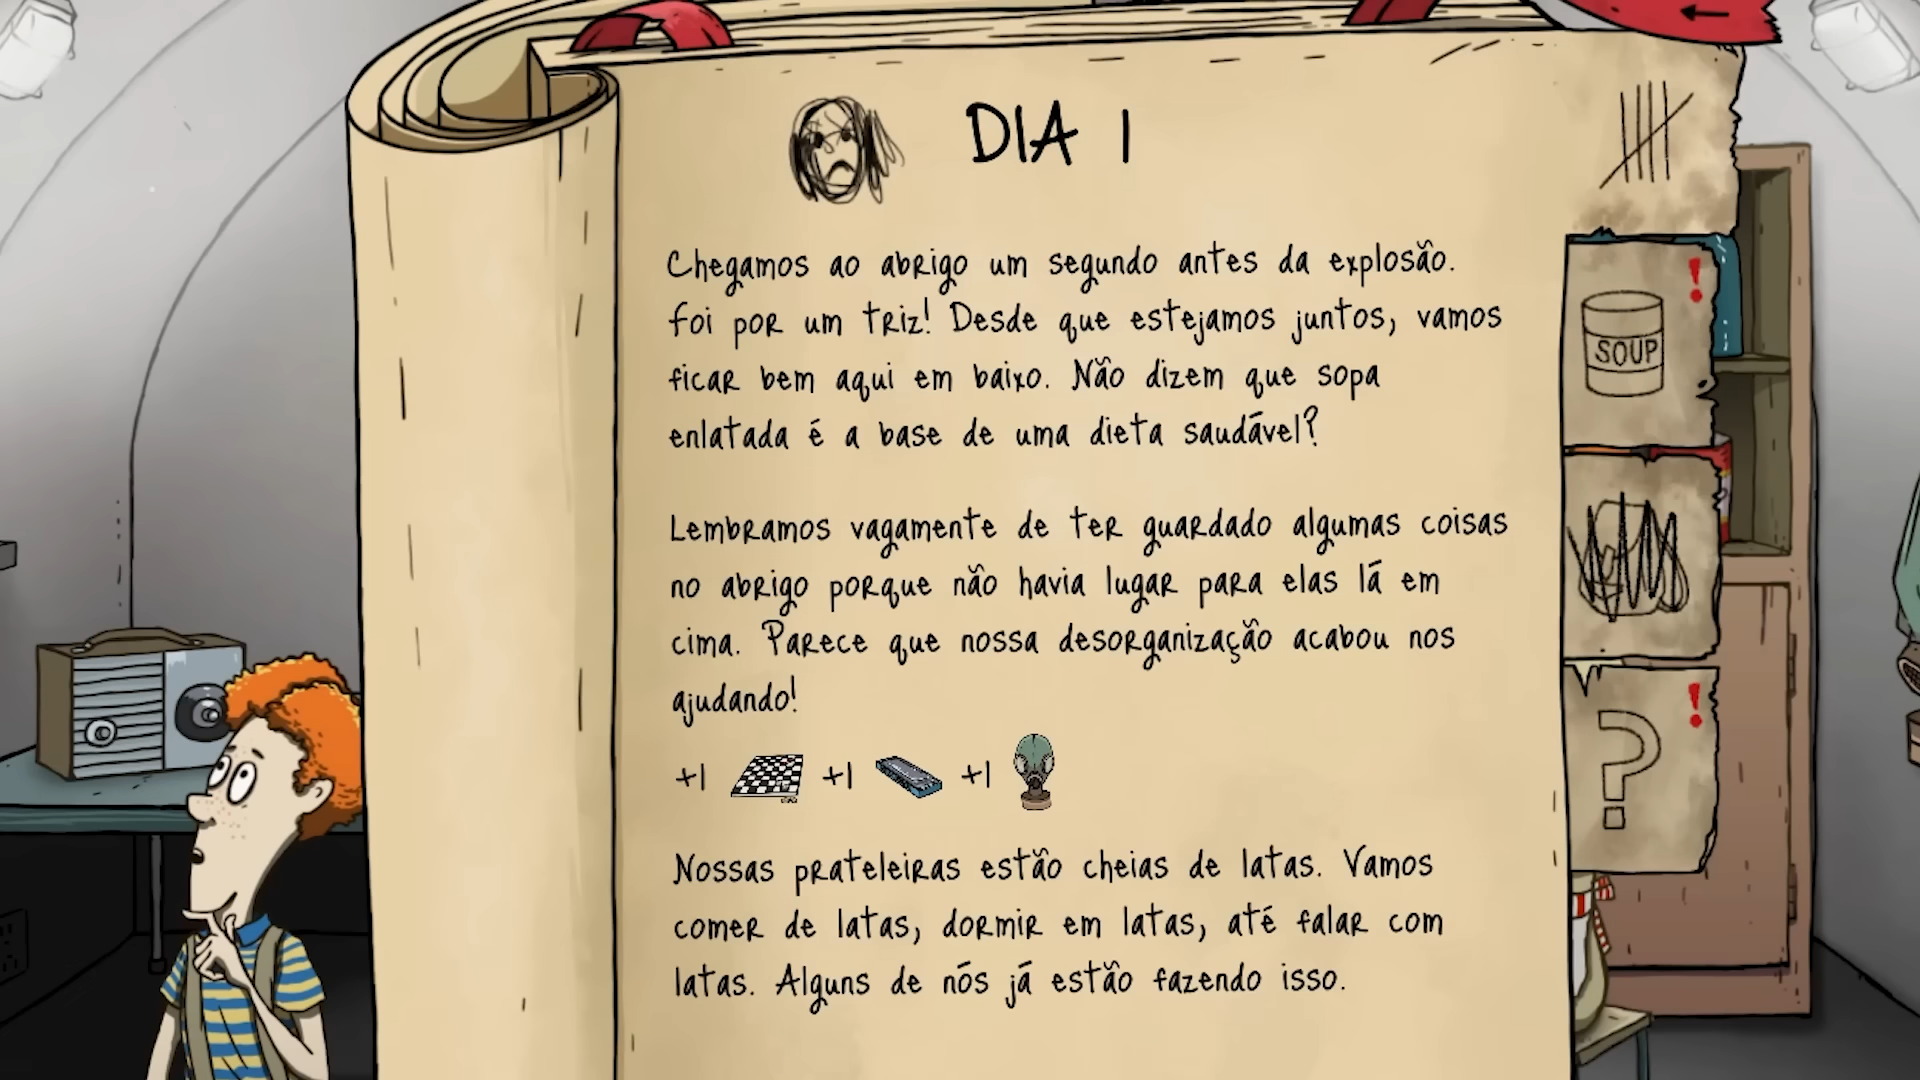 DIA 1
Chegamos ao abrigo um segundo antes da explosão.
Foi por um triz! Desde que estejamos juntos, vamos
ficar bem aqui em baixo. Não dizem que sopa
enlatada é a base de uma dieta saudável?
Lembramos vagamente de ter guardado algumas coisas
no abrigo porque não havia lugar para elas lá em
cima. Parece que nossa desorganização acabou nos
ajudando!
+1 +1 +1
Nossas prateleiras estão cheias de latas. Vamos
comer de latas, dormir em latas, até falar com
latas. Alguns de nós já estão fazendo isso.
!
SOUP
!
?